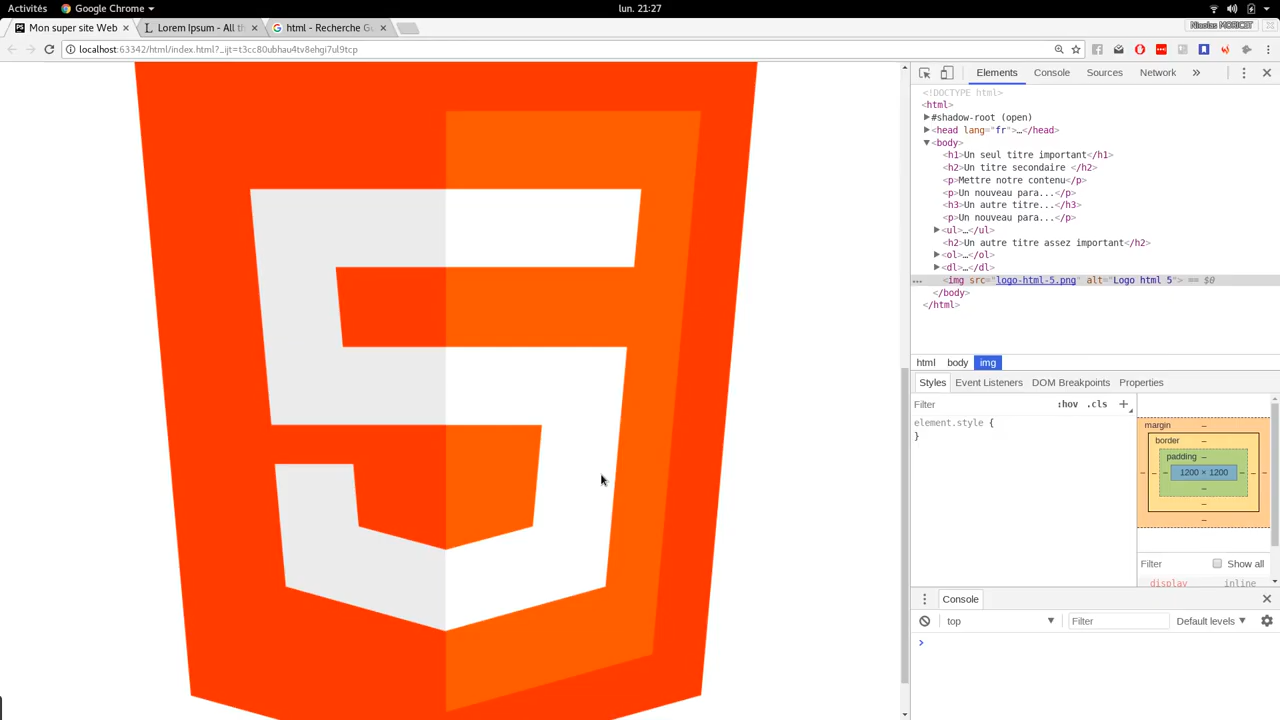 Activités Google Chrome lun. 21:27
Mon super site Web Lorem Ipsum - All th html - Recherche Go Nicolas MORICET
localhost:63342/html/index.html?_ijt=t3cc80ubhau4tv8ehgi7ul9tcp
Elements Console Sources Network »
<!DOCTYPE html>
<html>
#shadow-root (open)
<head lang="fr">…</head>
<body>
<h1>Un seul titre important</h1>
<h2>Un titre secondaire </h2>
<p>Mettre notre contenu</p>
<p>Un nouveau para...</p>
<h3>Un autre titre...</h3>
<p>Un nouveau para...</p>
<ul>…</ul>
<h2>Un autre titre assez important</h2>
<ol>…</ol>
<dl>…</dl>
<img src="logo-html-5.png" alt="Logo html 5"> == $0
</body>
</html>
html body img
Styles Event Listeners DOM Breakpoints Properties
Filter :hov .cls +
element.style {
}
margin –
border –
padding –
1200 × 1200
Filter Show all
display inline
Console
top Filter Default levels